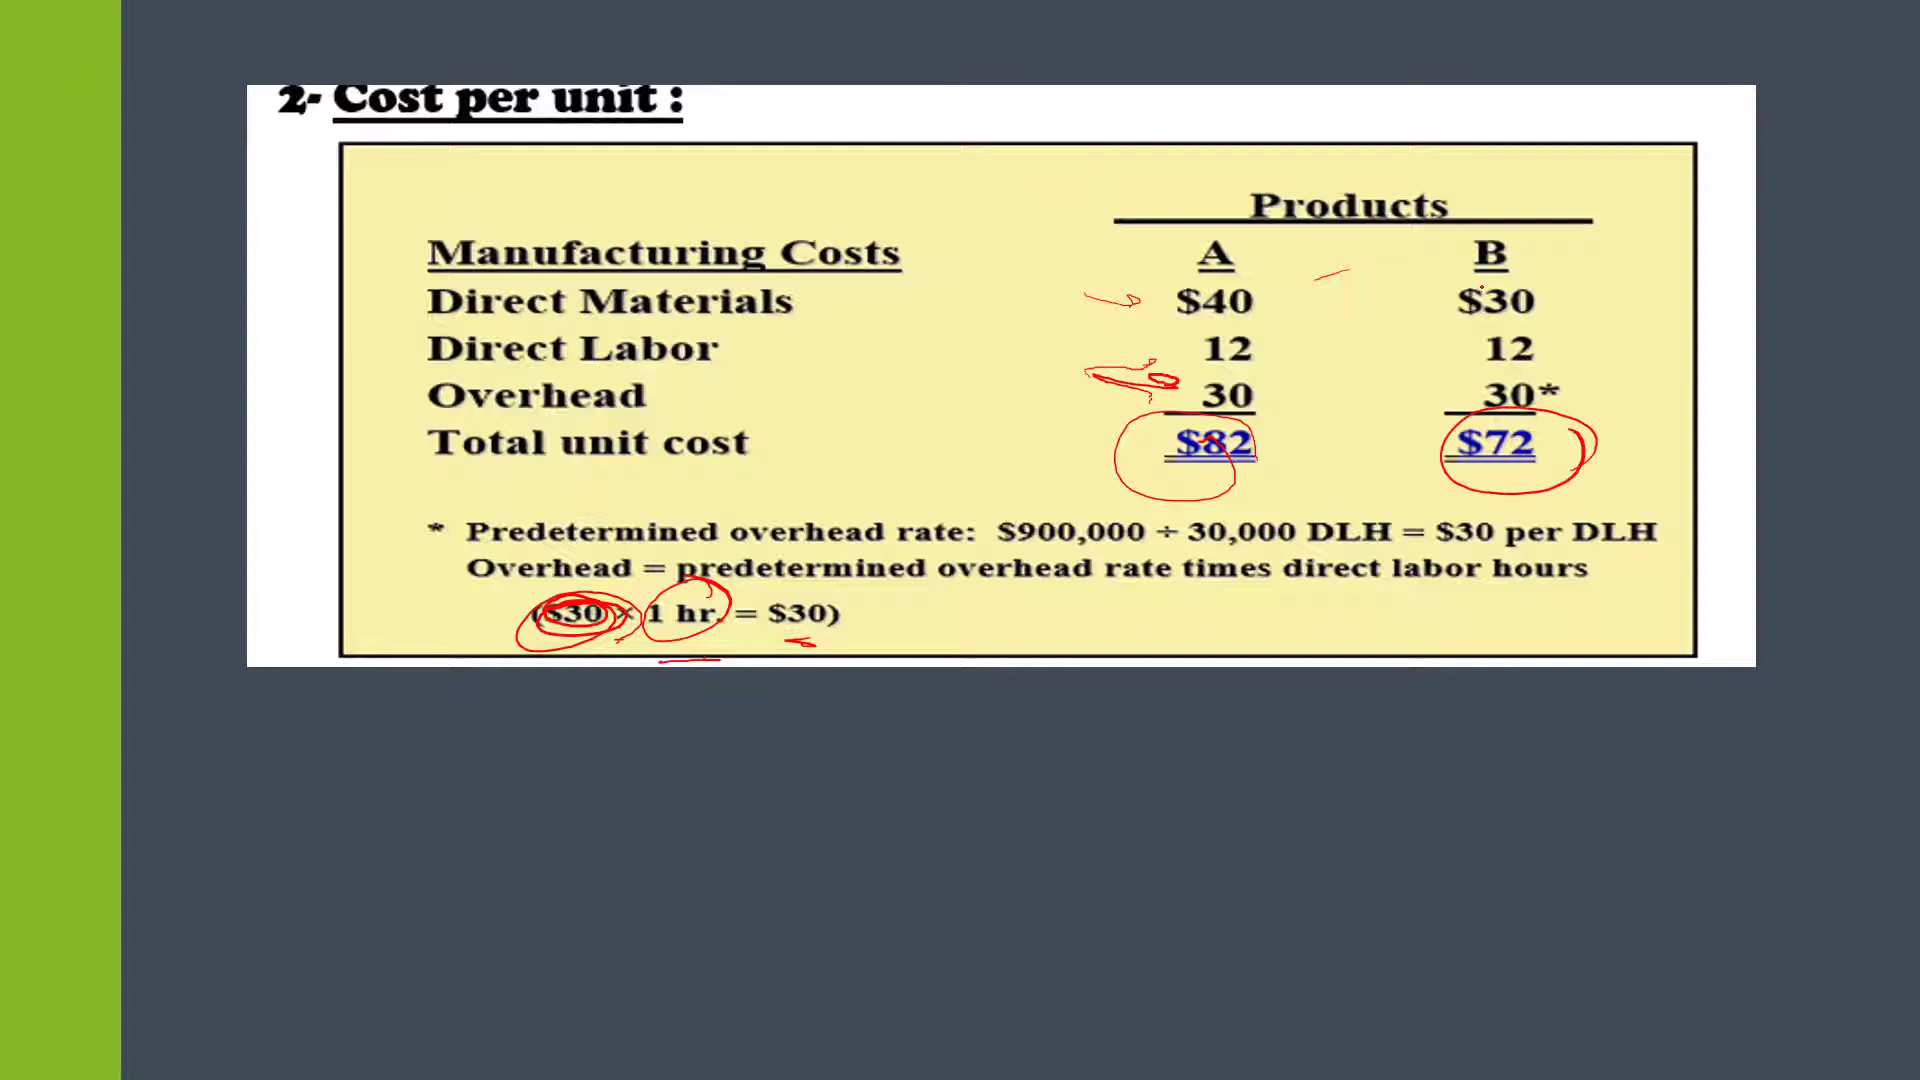 2- Cost per unit :
Products
Manufacturing Costs A B
Direct Materials $40 $30
Direct Labor 12 12
Overhead 30 30*
Total unit cost $82 $72
* Predetermined overhead rate: $900,000 ÷ 30,000 DLH = $30 per DLH
Overhead = predetermined overhead rate times direct labor hours
($30 × 1 hr. = $30)